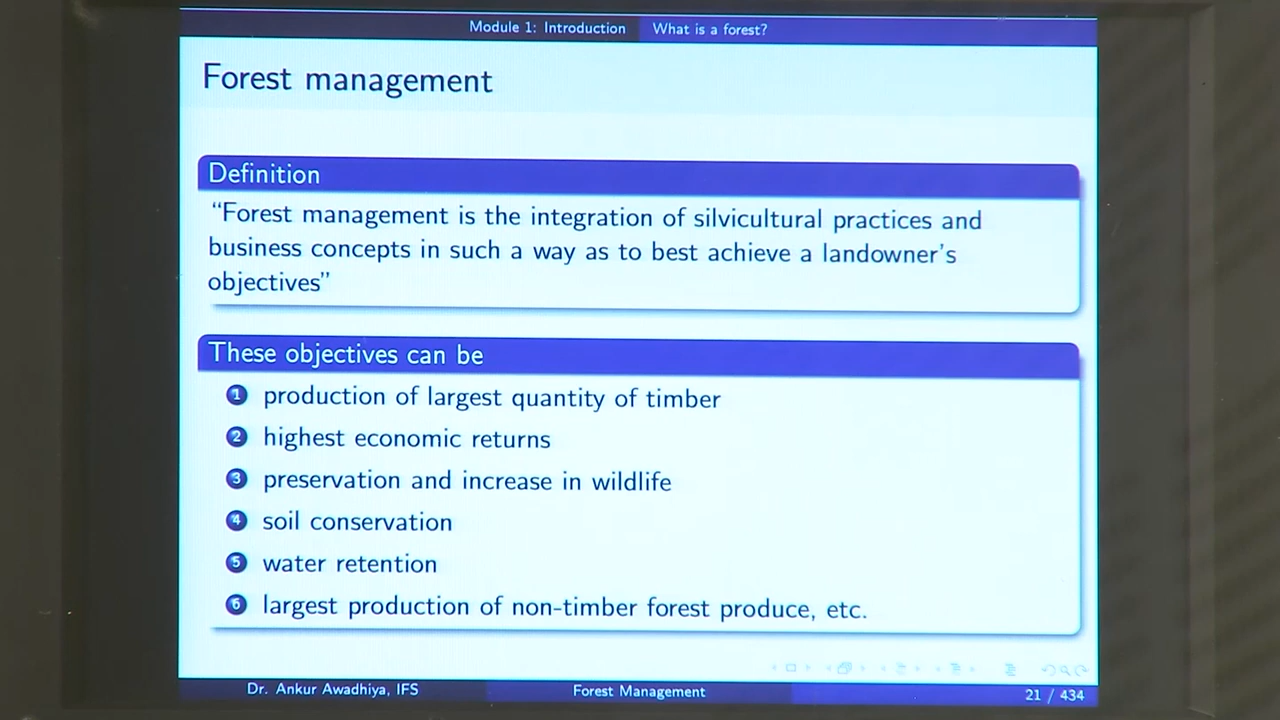 Module 1: Introduction What is a forest?
Forest management
Definition
“Forest management is the integration of silvicultural practices and
business concepts in such a way as to best achieve a landowner’s
objectives”
These objectives can be
1 production of largest quantity of timber
2 highest economic returns
3 preservation and increase in wildlife
4 soil conservation
5 water retention
6 largest production of non-timber forest produce, etc.
Dr. Ankur Awadhiya, IFS Forest Management 21 / 434